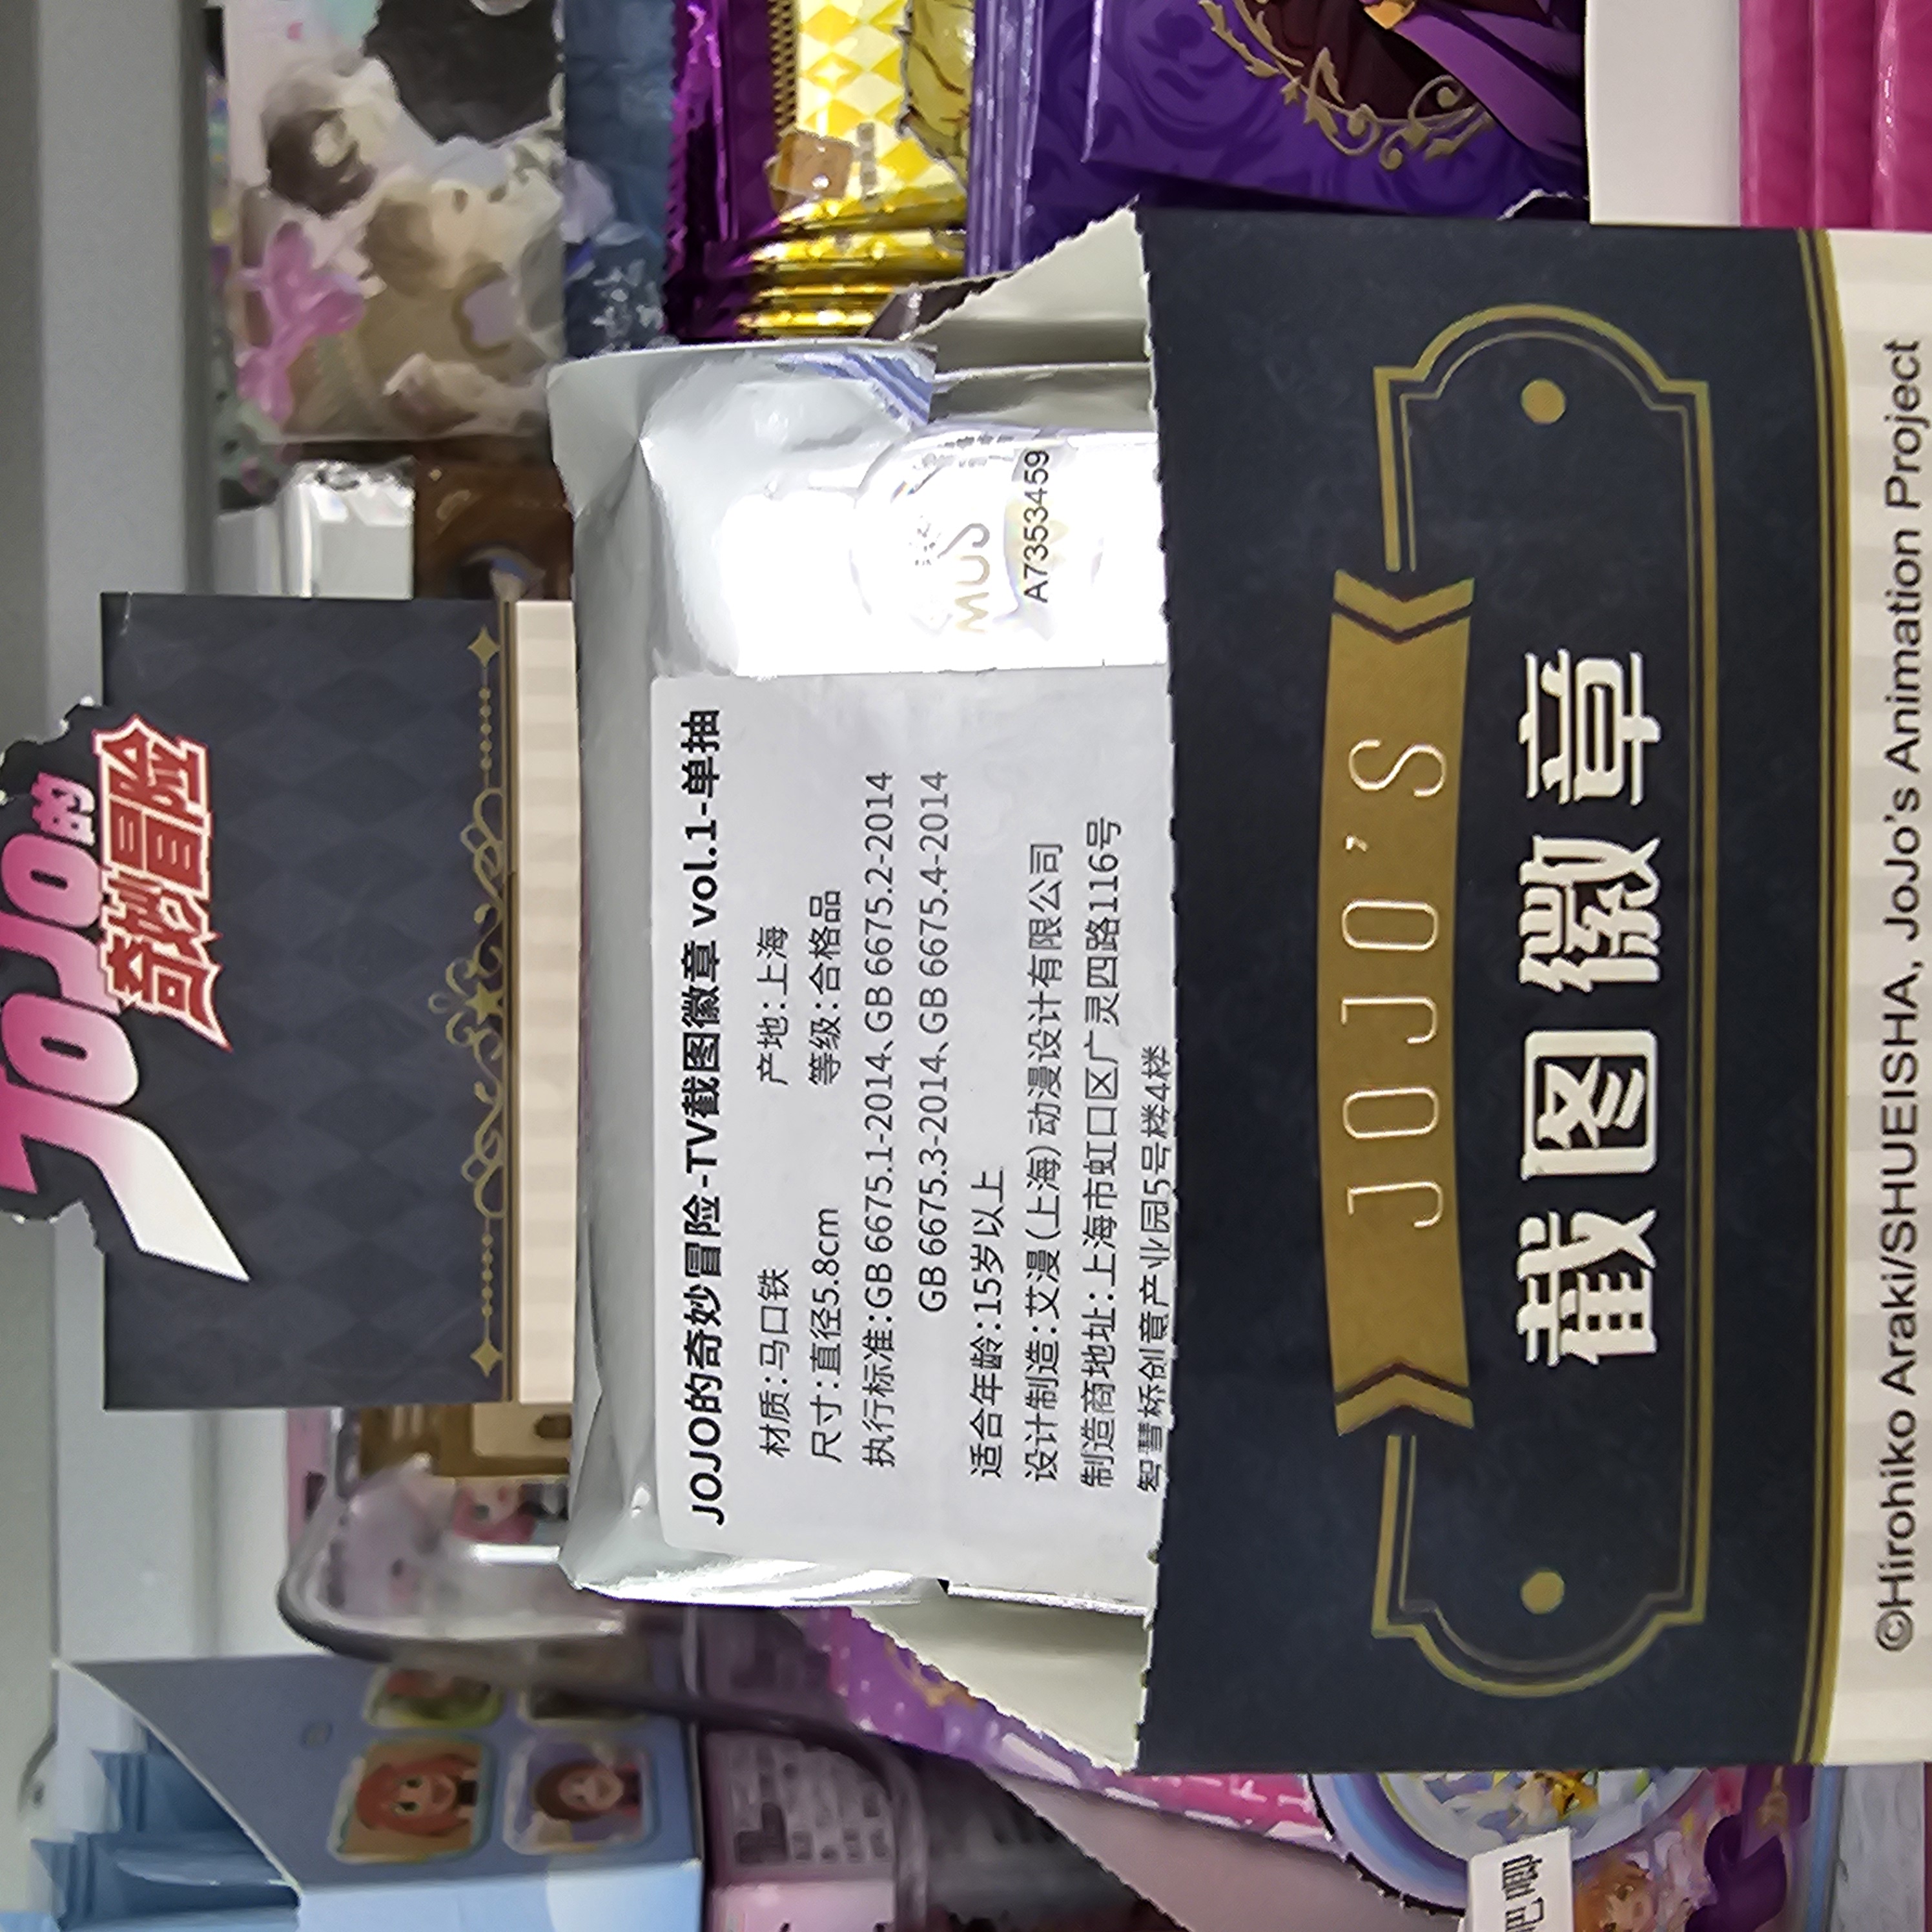 JOJO的
奇妙冒险
JOJO的奇妙冒险-TV截图徽章 vol.1-单抽
材质：马口铁 产地：上海
尺寸：直径5.8cm 等级：合格品
执行标准：GB 6675.1-2014、GB 6675.2-2014
GB 6675.3-2014、GB 6675.4-2014
适合年龄：15岁以上
设计制造：艾漫（上海）动漫设计有限公司
制造商地址：上海市虹口区广灵四路116号
智慧桥创意产业园5号楼4楼
A7353459
JOJO’S
截图徽章
©Hirohiko Araki/SHUEISHA, JoJo’s Animation Project